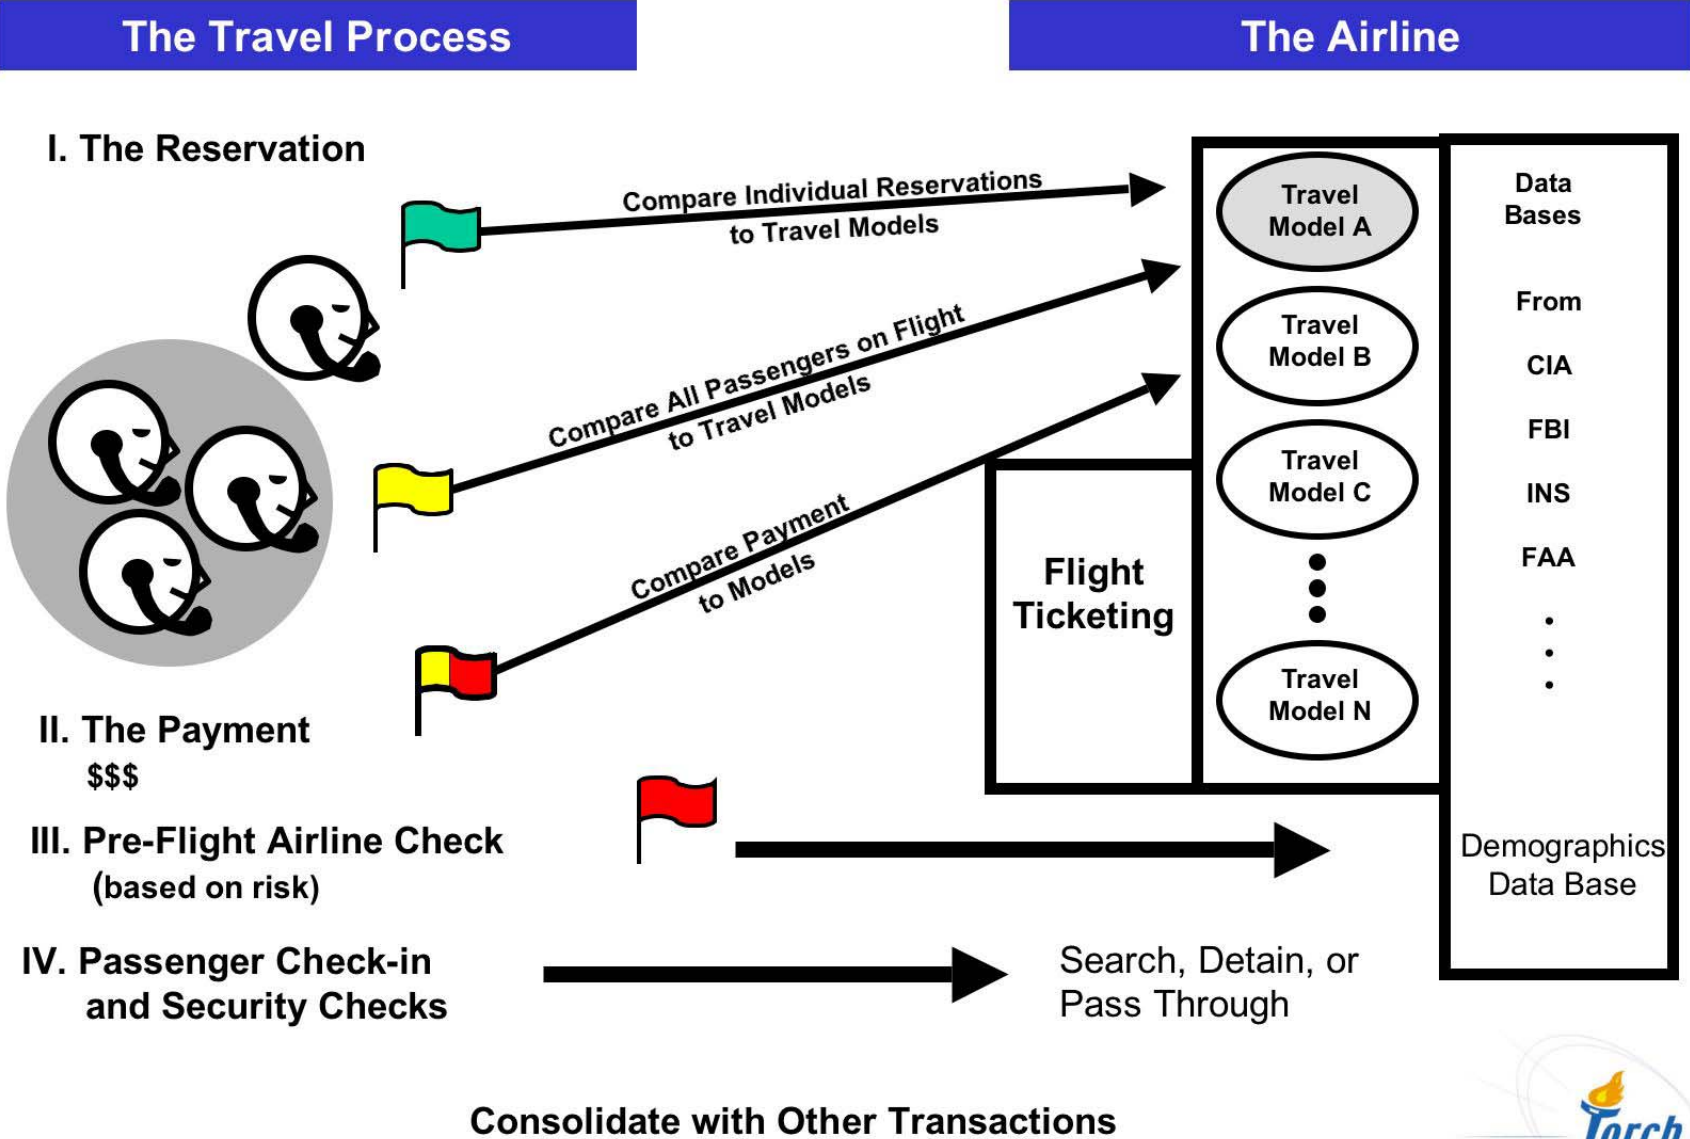 The Travel Process
The Airline
I. The Reservation
Compare Individual Reservations
to Travel Models
Compare All Passengers on Flight
to Travel Models
Compare Payment
to Models
II. The Payment
$$$
III. Pre-Flight Airline Check
(based on risk)
IV. Passenger Check-in
and Security Checks
Flight
Ticketing
Travel
Model A
Travel
Model B
Travel
Model C
Travel
Model N
Data
Bases
From
CIA
FBI
INS
FAA
Demographics
Data Base
Search, Detain, or
Pass Through
Consolidate with Other Transactions
Torch